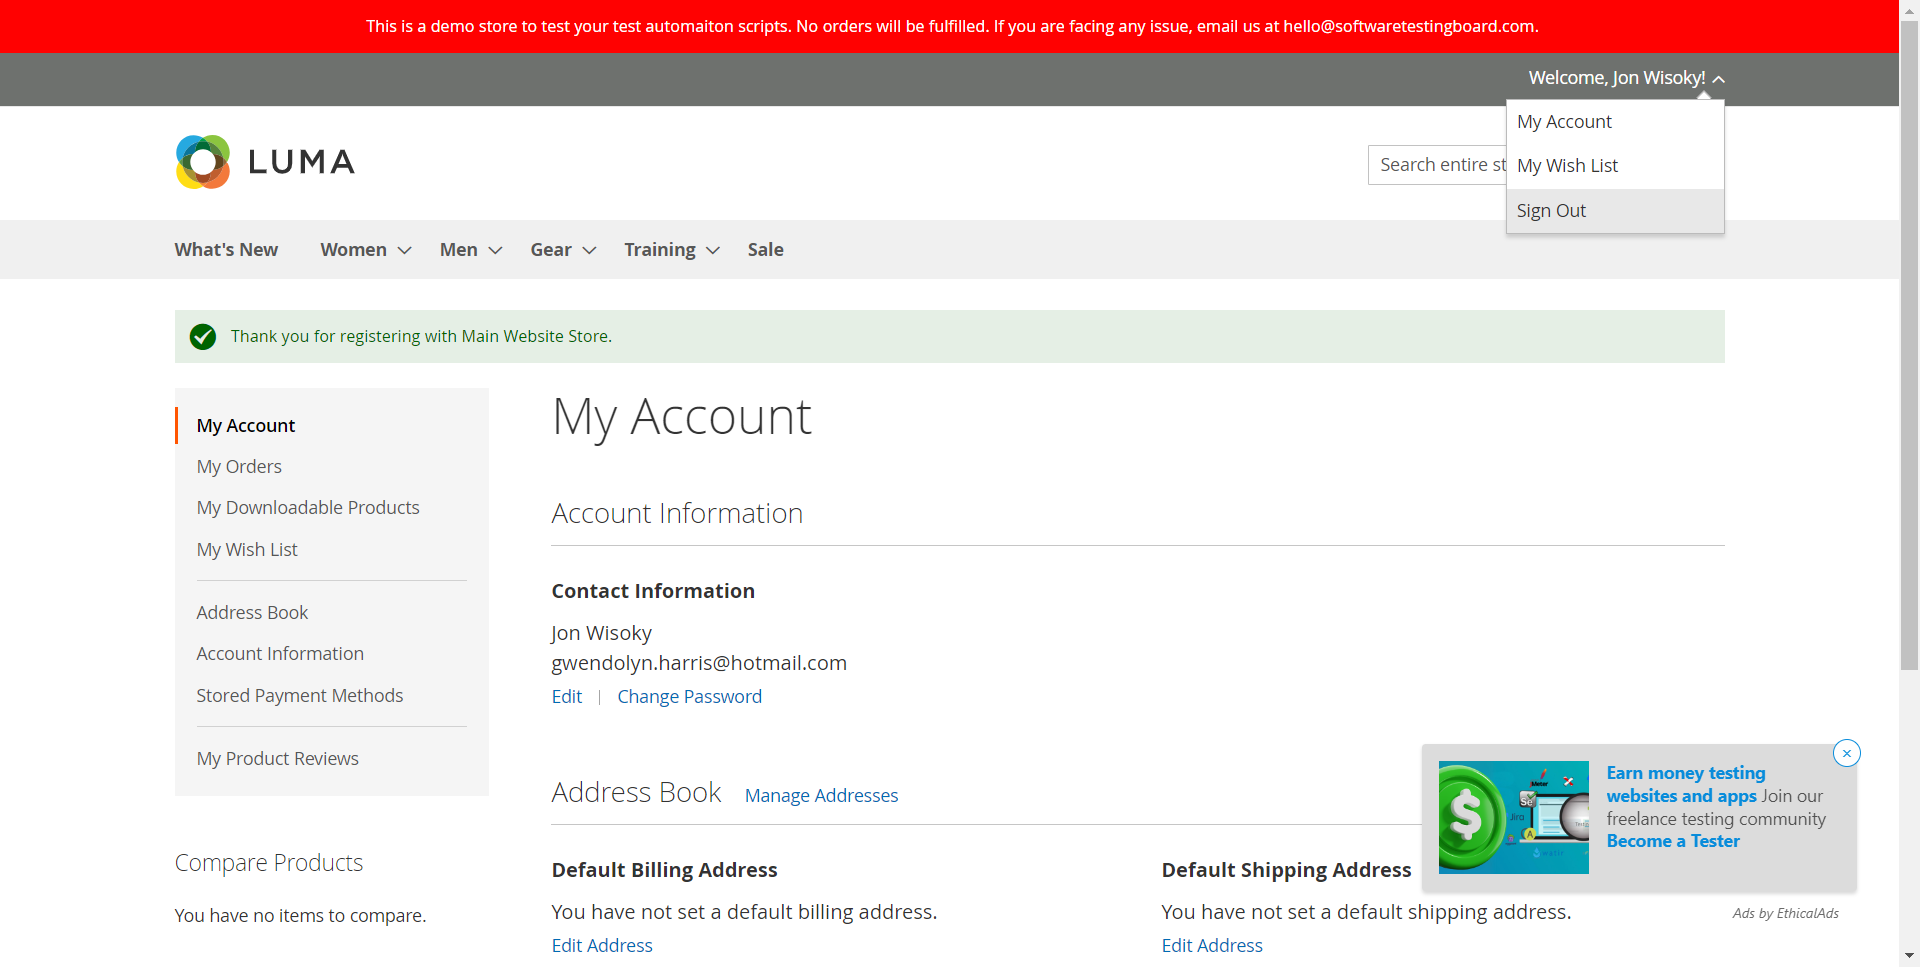 This is a demo store to test your test automaiton scripts. No orders will be fulfilled. If you are facing any issue, email us at hello@softwaretestingboard.com.
Welcome, Jon Wisoky!
My Account
My Wish List
Sign Out
LUMA
Search entire st
What's New
Women
Men
Gear
Training
Sale
Thank you for registering with Main Website Store.
My Account
My Orders
My Downloadable Products
My Wish List
Address Book
Account Information
Stored Payment Methods
My Product Reviews
Compare Products
You have no items to compare.
My Account
Account Information
Contact Information
Jon Wisoky
gwendolyn.harris@hotmail.com
Edit | Change Password
Address Book Manage Addresses
Default Billing Address
You have not set a default billing address.
Edit Address
Default Shipping Address
You have not set a default shipping address.
Edit Address
Meter
Se
Jira
A
$
Earn money testing
websites and apps Join our
freelance testing community
Become a Tester
Ads by EthicalAds